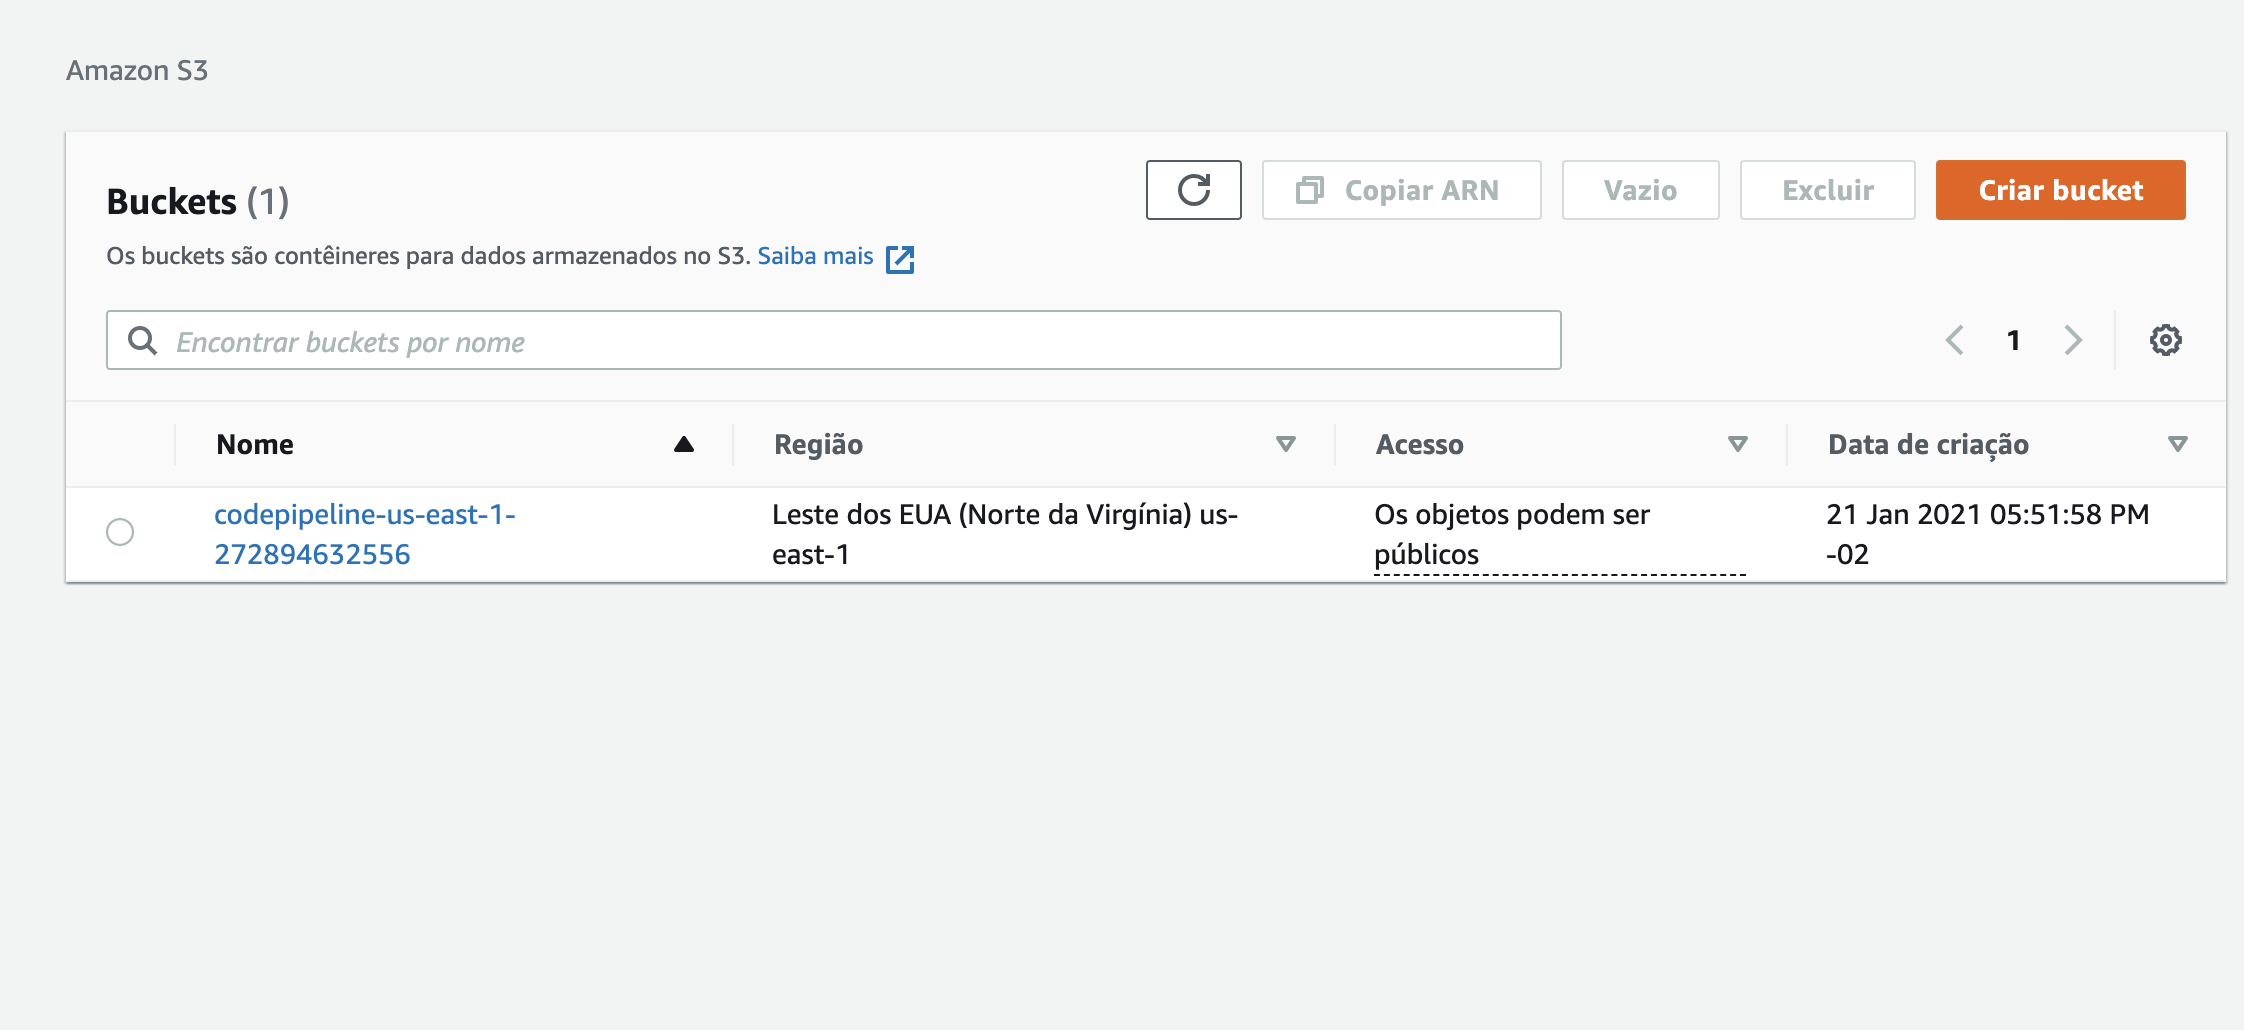 Amazon S3
Buckets (1)
Copiar ARN
Vazio
Excluir
Criar bucket
Os buckets são contêineres para dados armazenados no S3. Saiba mais
Encontrar buckets por nome
1
Nome
Região
Acesso
Data de criação
codepipeline-us-east-1-
272894632556
Leste dos EUA (Norte da Virgínia) us-
east-1
Os objetos podem ser
públicos
21 Jan 2021 05:51:58 PM
-02